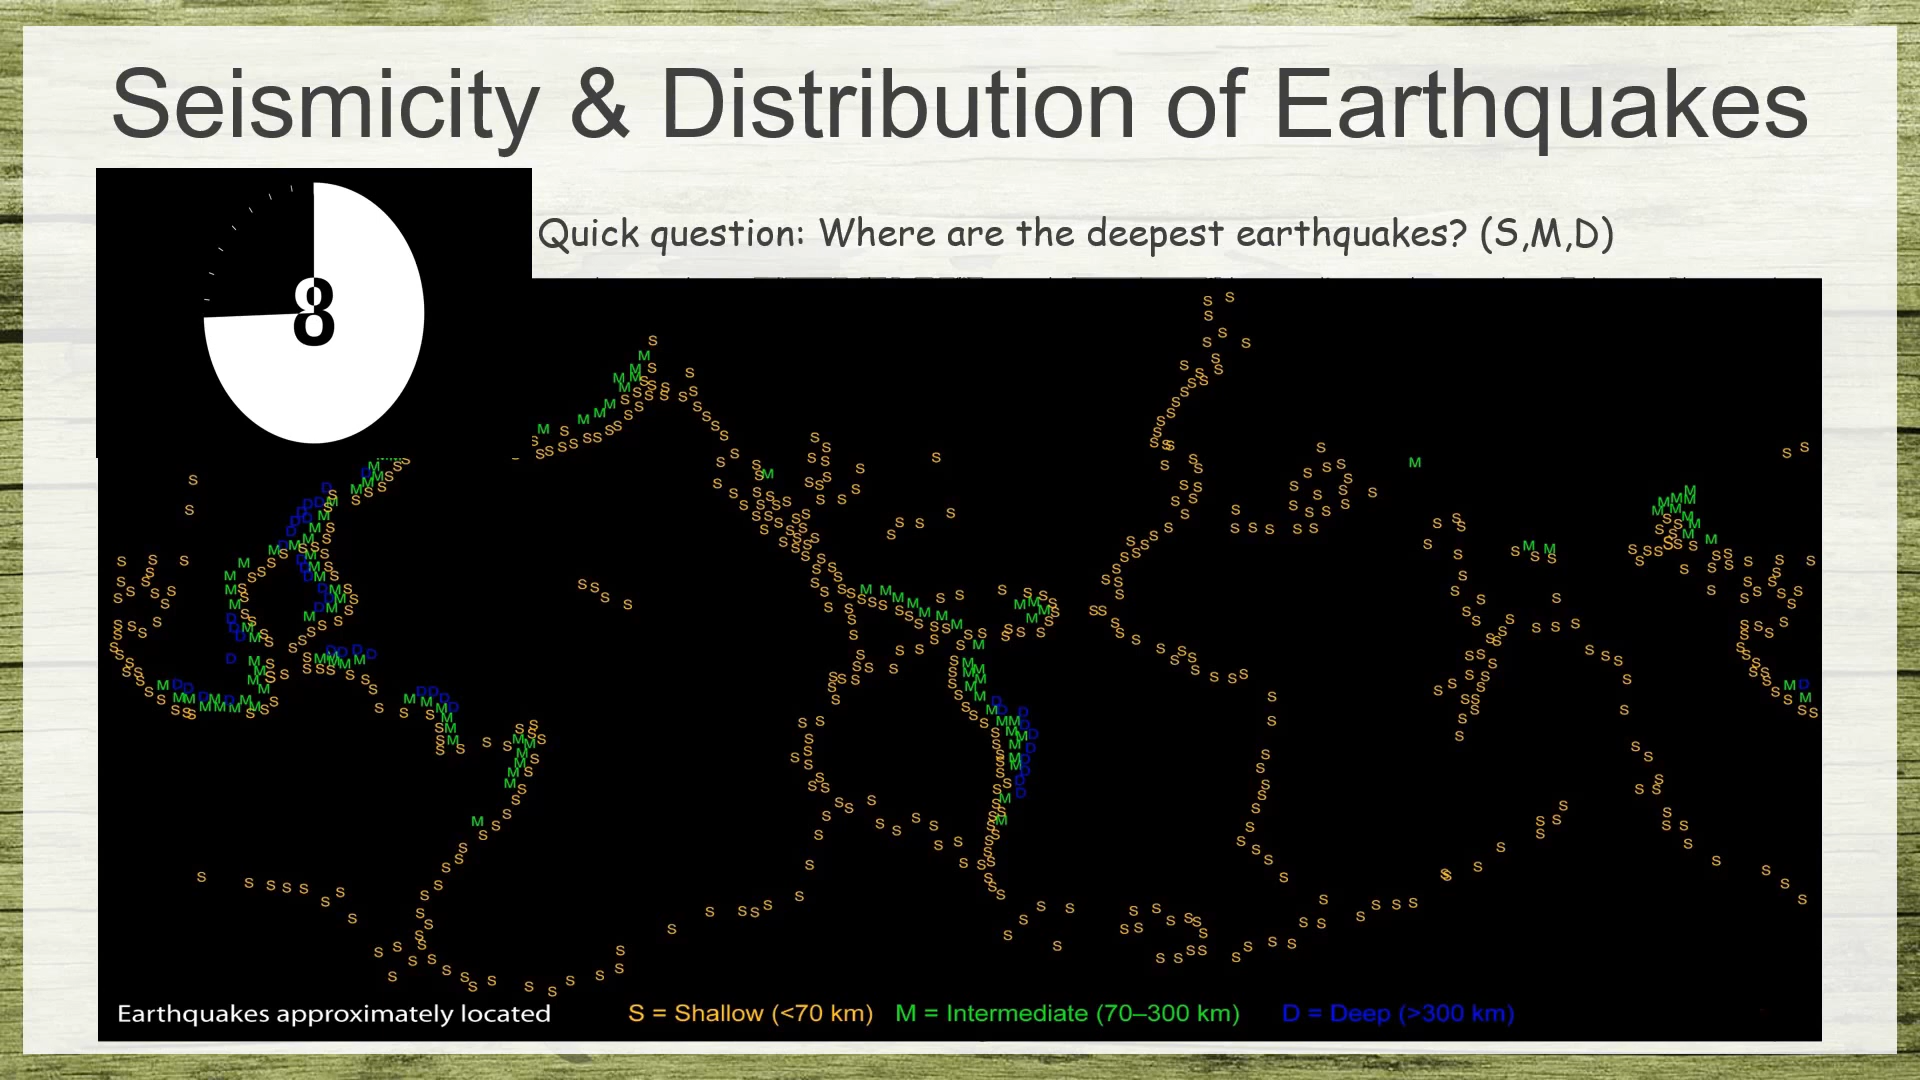 Seismicity & Distribution of Earthquakes
8
Quick question: Where are the deepest earthquakes? (S,M,D)
Earthquakes approximately located
S = Shallow (<70 km) M = Intermediate (70–300 km) D = Deep (>300 km)